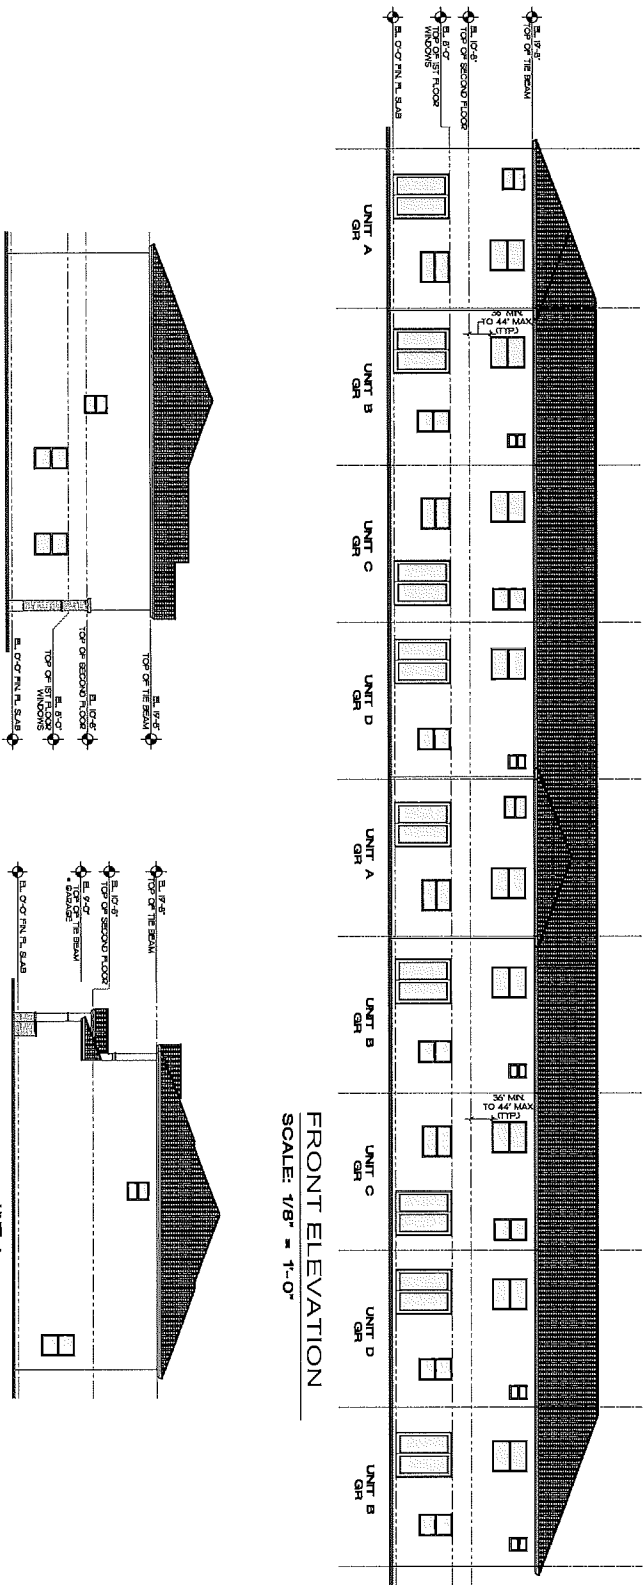 EL. 19'-8"
TOP OF TIE BEAM
EL. 10'-8"
TOP OF SECOND FLOOR
EL. 8'-0"
TOP OF 1ST FLOOR
WINDOWS
EL. 0'-0" FIN. FL. SLAB
36" MIN.
TO 44" MAX
(TYP.)
36" MIN.
TO 44" MAX
(TYP.)
UNIT A
GR
UNIT B
GR
UNIT C
GR
UNIT D
GR
UNIT A
GR
UNIT B
GR
UNIT C
GR
UNIT D
GR
UNIT B
GR
FRONT ELEVATION
SCALE: 1/8" = 1'-0"
EL. 19'-8"
TOP OF TIE BEAM
EL. 10'-8"
TOP OF SECOND FLOOR
EL. 8'-0"
TOP OF 1ST FLOOR
WINDOWS
EL. 0'-0" FIN. FL. SLAB
EL. 19'-8"
TOP OF TIE BEAM
EL. 10'-8"
TOP OF SECOND FLOOR
EL. 9'-0"
TOP OF TIE BEAM
@ GARAGE
EL. 0'-0" FIN. FL. SLAB